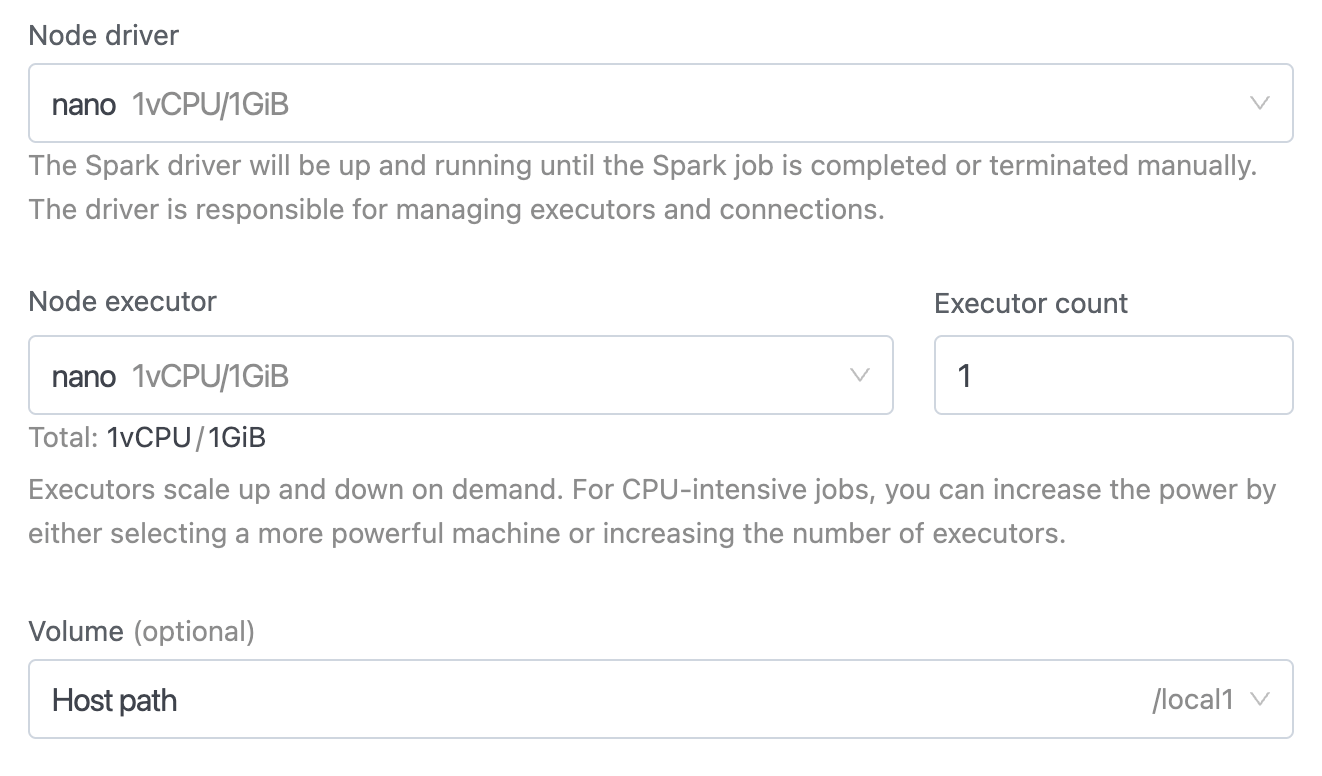 Node driver
nano 1vCPU/1GiB
The Spark driver will be up and running until the Spark job is completed or terminated manually.
The driver is responsible for managing executors and connections.
Node executor
Executor count
nano 1vCPU/1GiB
1
Total: 1vCPU/1GiB
Executors scale up and down on demand. For CPU-intensive jobs, you can increase the power by
either selecting a more powerful machine or increasing the number of executors.
Volume (optional)
Host path /local1